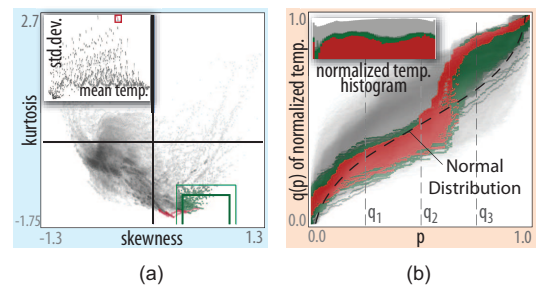 2.7
std.dev.
mean temp.
kurtosis
-1.75
-1.3
skewness
1.3
(a)
1.0
q(p) of normalized temp.
0.0
normalized temp.
histogram
Normal
Distribution
q1
q2
q3
0.0
p
1.0
(b)